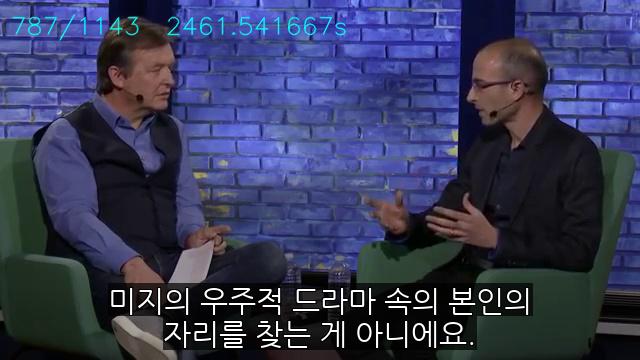 787/1143 2461.541667s
미지의 우주적 드라마 속의 본인의
자리를 찾는 게 아니에요.